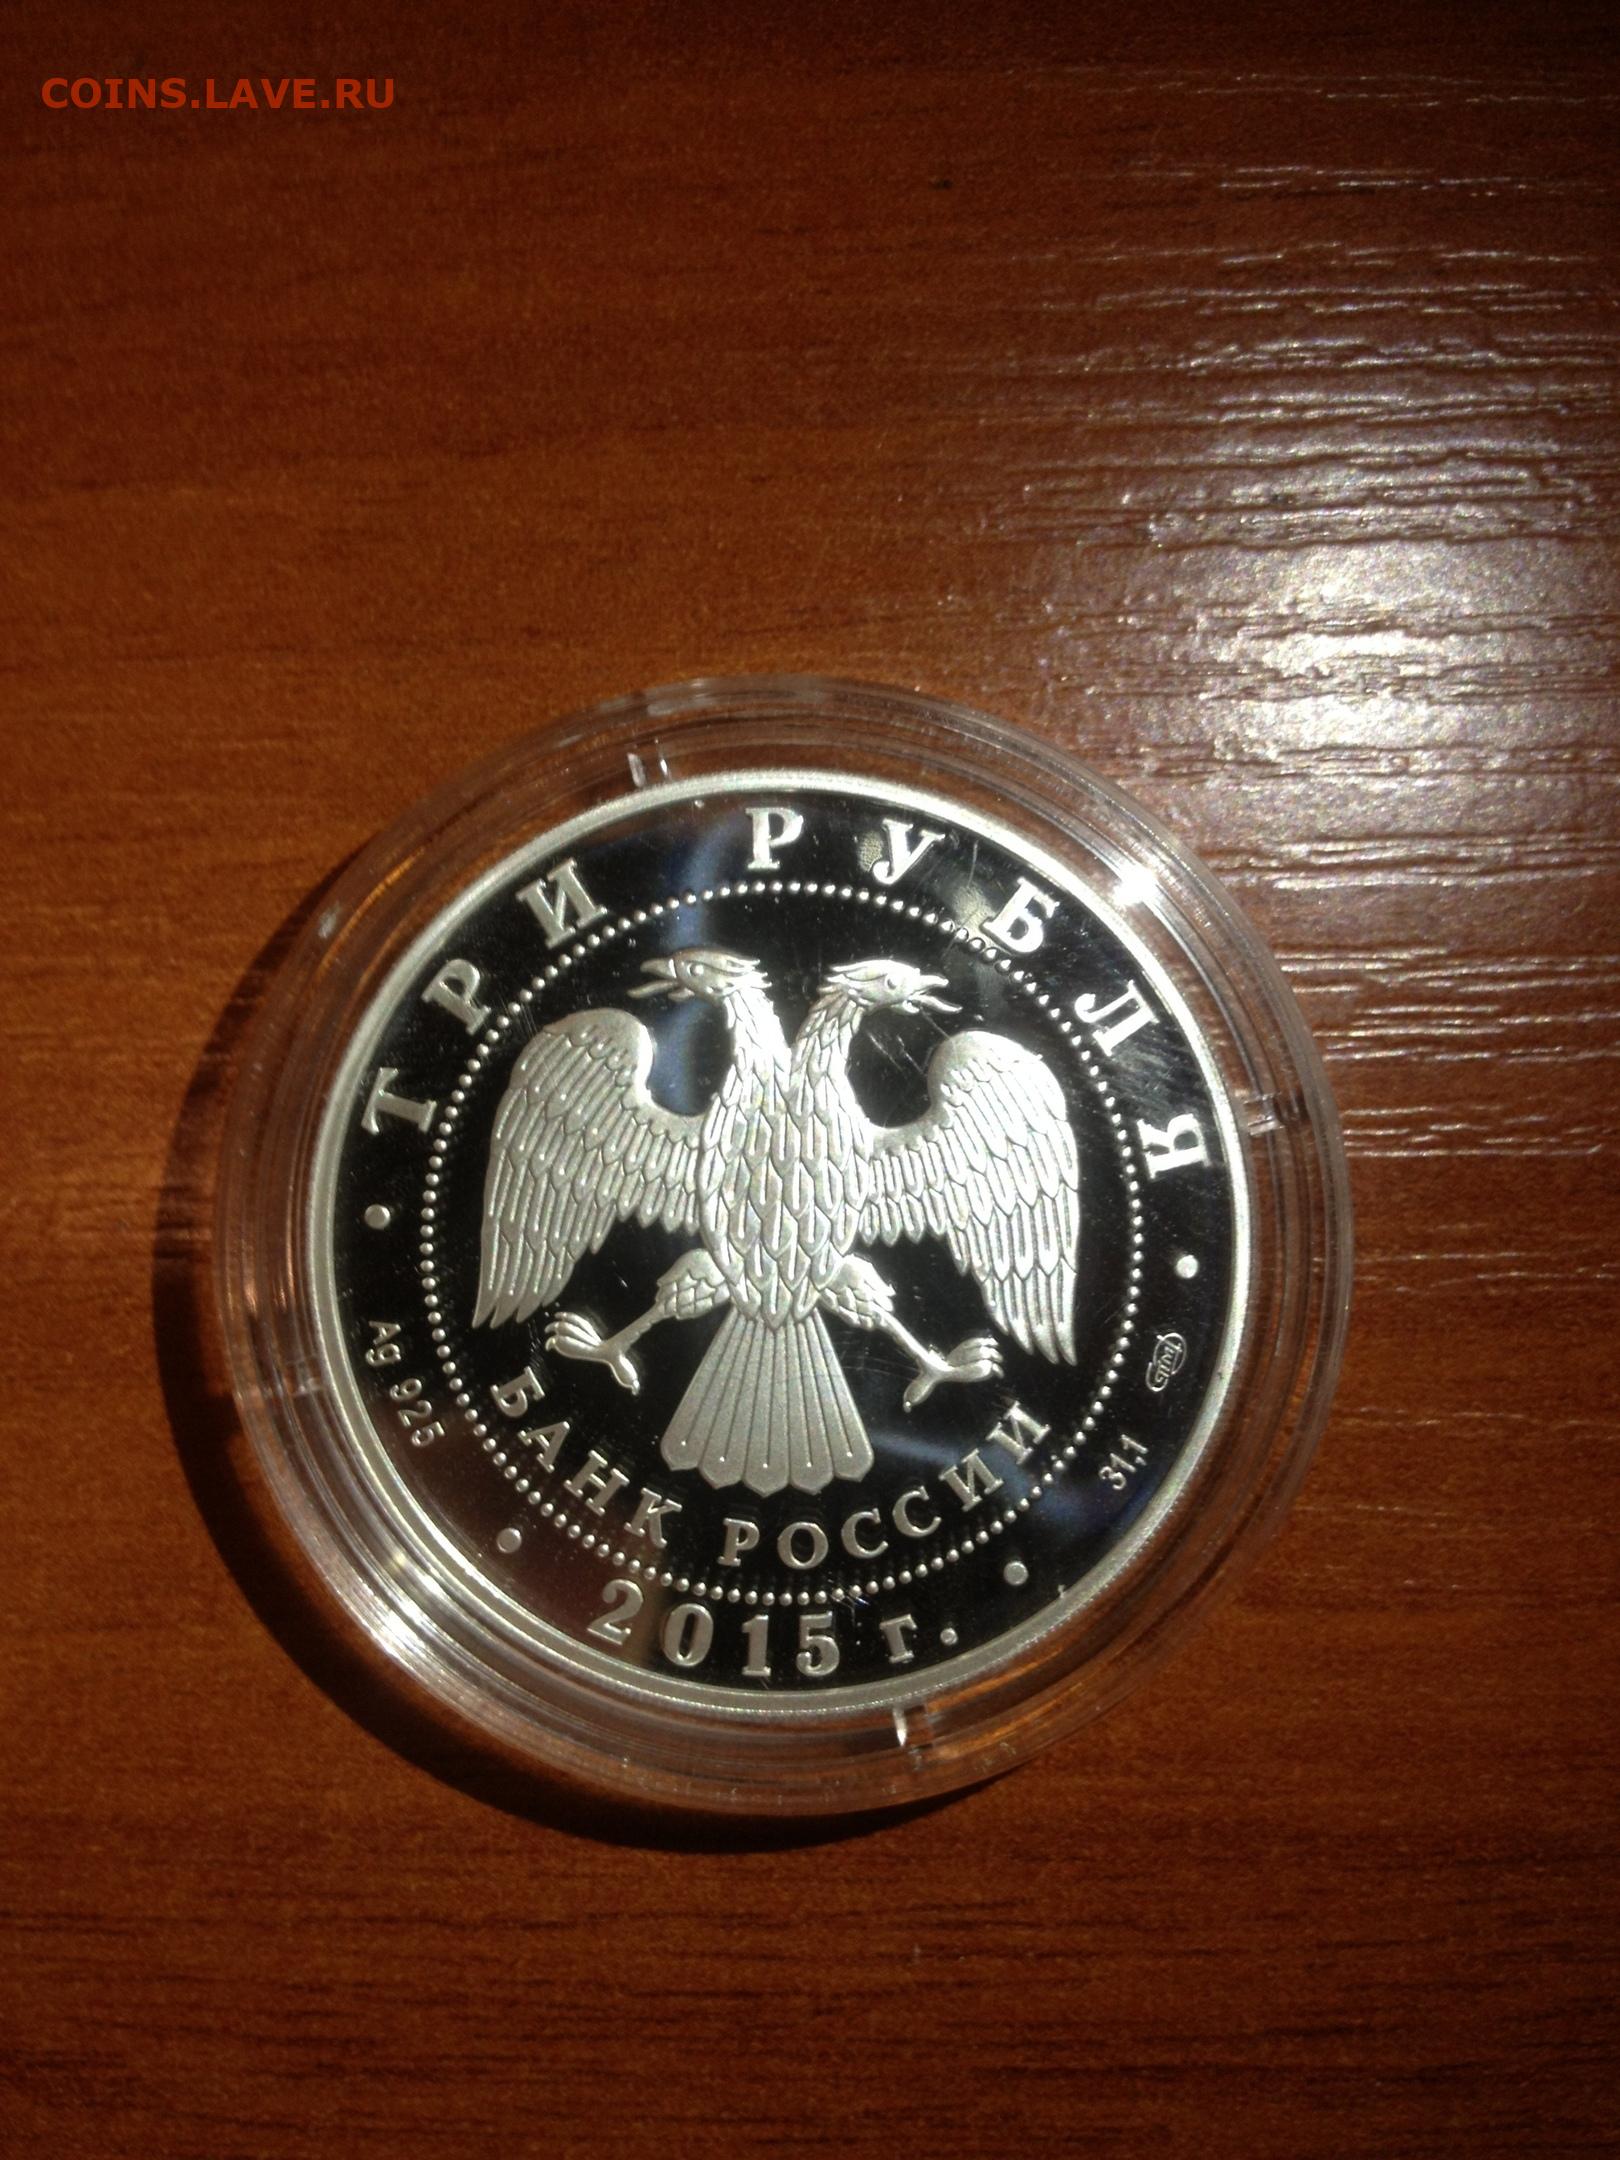 COINS.LAVE.RU
ТРИ РУБЛЯ
Ag 925
БАНК РОССИИ
31,1
2015 г.